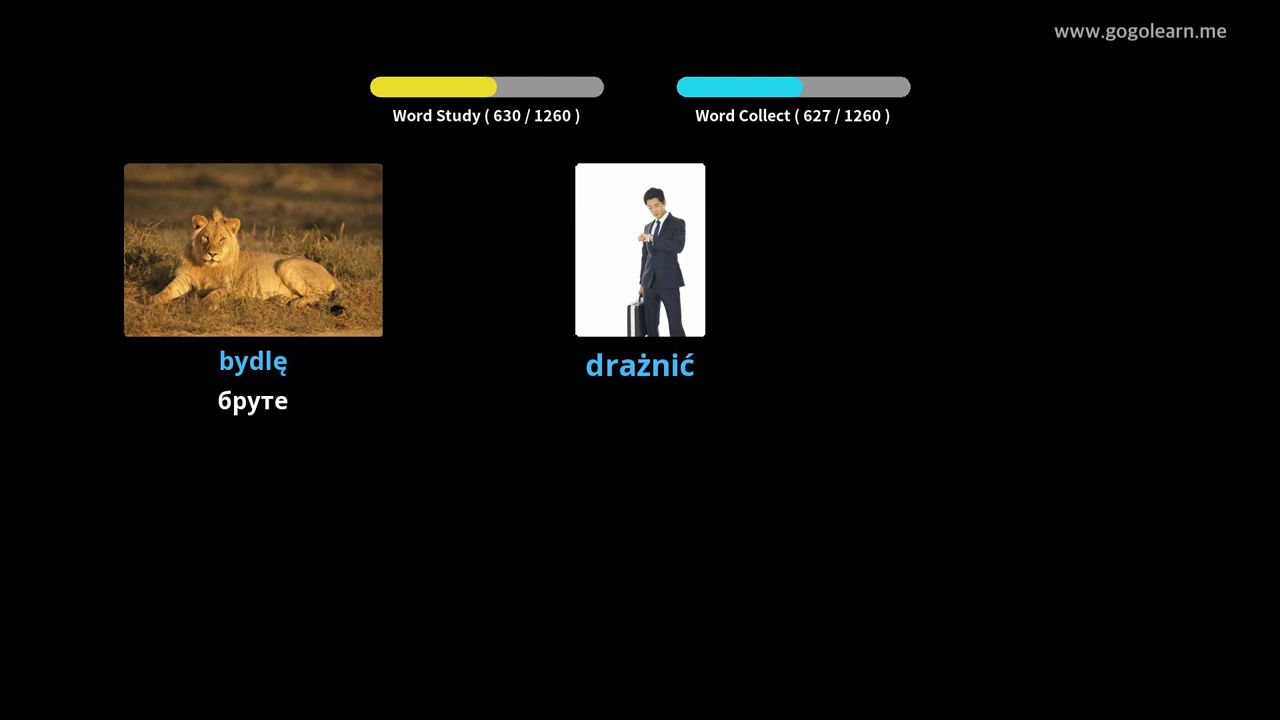 www.gogolearn.me
Word Study ( 630 / 1260 )
Word Collect ( 627 / 1260 )
bydlę
бруте
drażnić